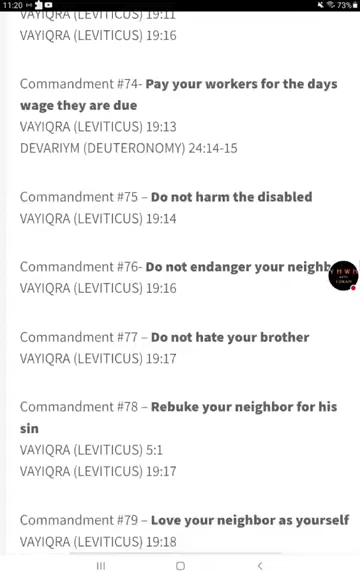 11:20
73%
VAYIQRA (LEVITICUS) 19:11
VAYIQRA (LEVITICUS) 19:16
Commandment #74- Pay your workers for the days
wage they are due
VAYIQRA (LEVITICUS) 19:13
DEVARIYM (DEUTERONOMY) 24:14-15
Commandment #75 – Do not harm the disabled
VAYIQRA (LEVITICUS) 19:14
Commandment #76- Do not endanger your neighb
VAYIQRA (LEVITICUS) 19:16
Commandment #77 – Do not hate your brother
VAYIQRA (LEVITICUS) 19:17
Commandment #78 – Rebuke your neighbor for his
sin
VAYIQRA (LEVITICUS) 5:1
VAYIQRA (LEVITICUS) 19:17
Commandment #79 – Love your neighbor as yourself
VAYIQRA (LEVITICUS) 19:18